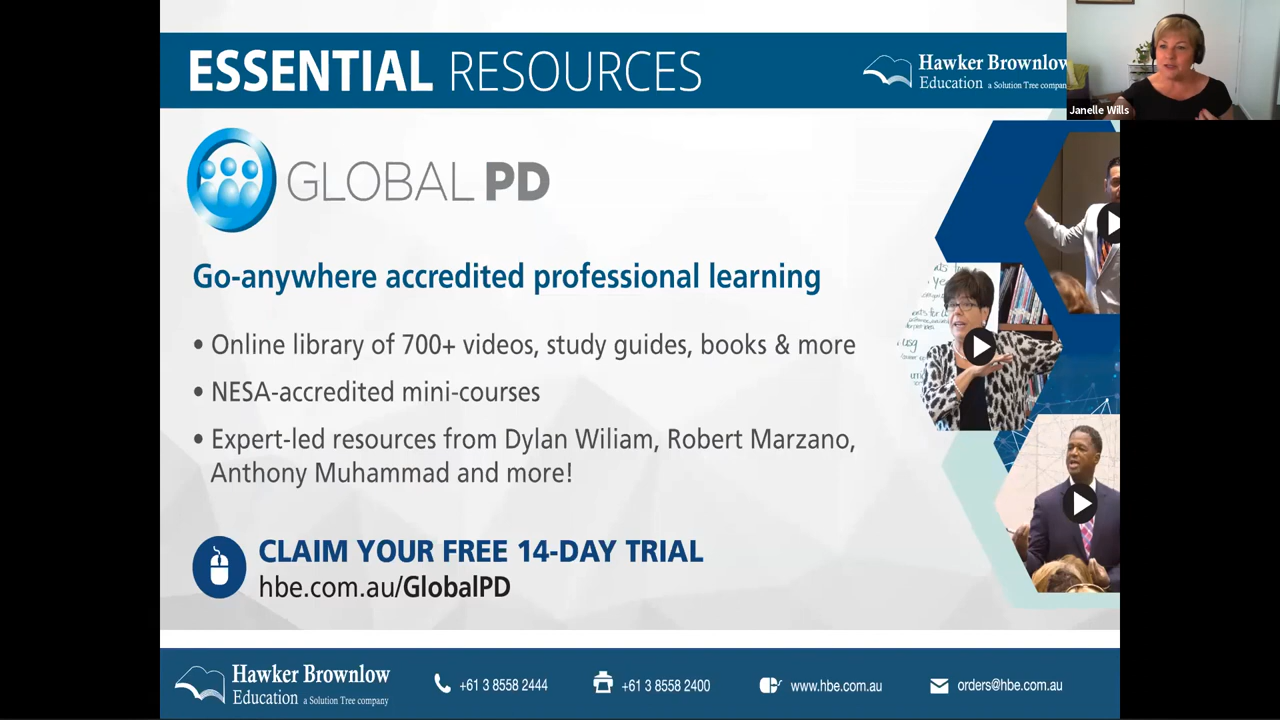 ESSENTIAL RESOURCES
Hawker Brownlow
Education a Solution Tree compan
Janelle Wills
GLOBAL PD
Go-anywhere accredited professional learning
• Online library of 700+ videos, study guides, books & more
• NESA-accredited mini-courses
• Expert-led resources from Dylan Wiliam, Robert Marzano,
Anthony Muhammad and more!
CLAIM YOUR FREE 14-DAY TRIAL
hbe.com.au/GlobalPD
Hawker Brownlow
Education a Solution Tree company
+61 3 8558 2444
+61 3 8558 2400
www.hbe.com.au
orders@hbe.com.au